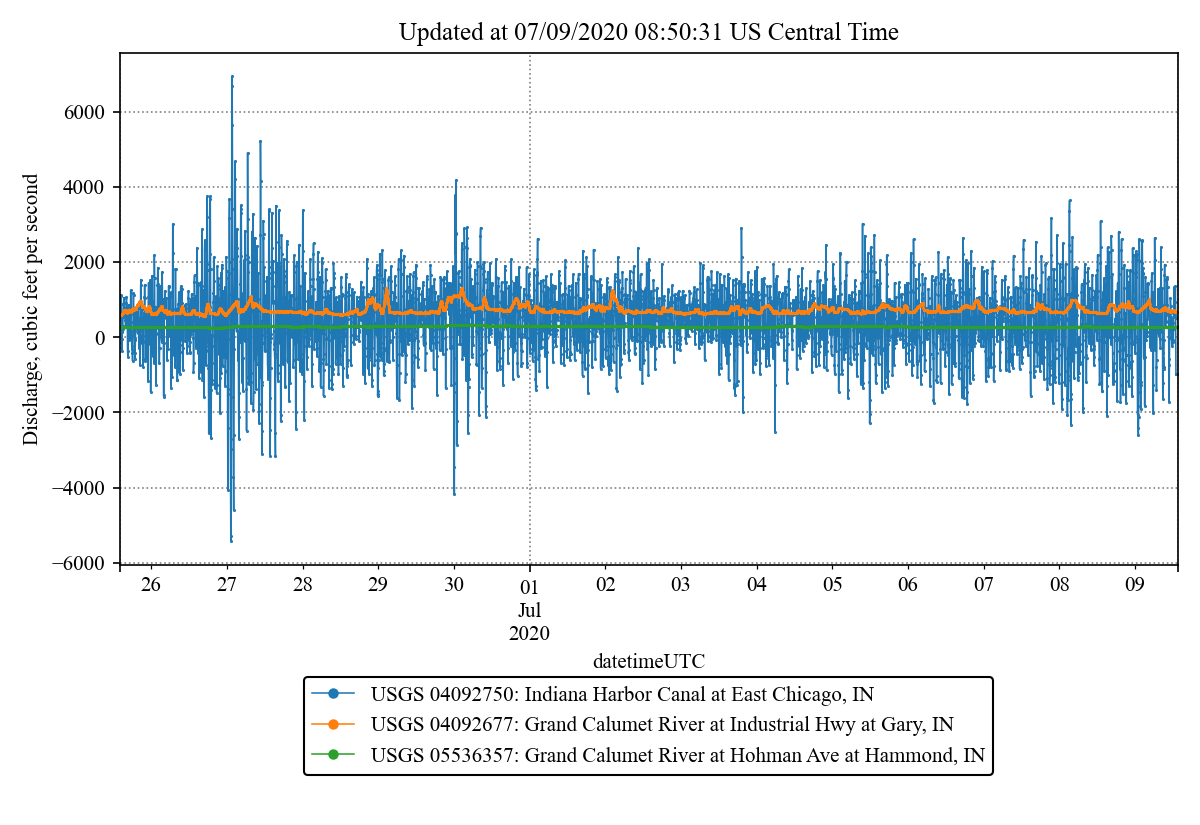 Updated at 07/09/2020 08:50:31 US Central Time
Discharge, cubic feet per second
6000
4000
2000
0
−2000
−4000
−6000
26 27 28 29 30 01 02 03 04 05 06 07 08 09
Jul
2020
datetimeUTC
USGS 04092750: Indiana Harbor Canal at East Chicago, IN
USGS 04092677: Grand Calumet River at Industrial Hwy at Gary, IN
USGS 05536357: Grand Calumet River at Hohman Ave at Hammond, IN